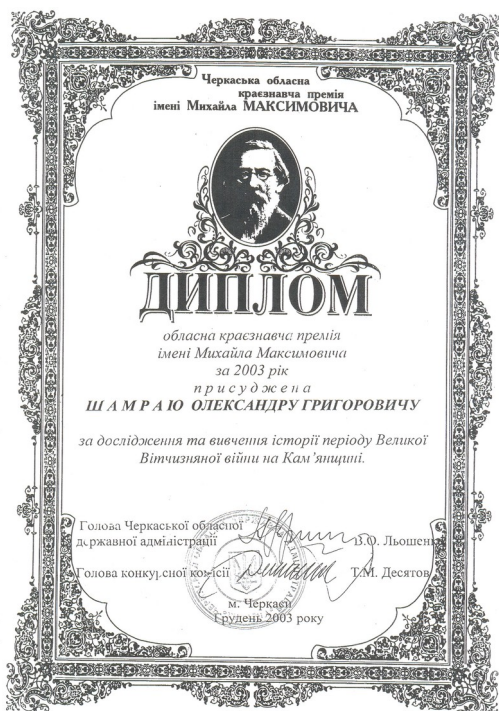 Черкаська обласна
краєзнавча премія
імені Михайла МАКСИМОВИЧА
ДИПЛОМ
обласна краєзнавча премія
імені Михайла Максимовича
за 2003 рік
присуджена
ШАМРАЮ ОЛЕКСАНДРУ ГРИГОРОВИЧУ
за дослідження та вивчення історії періоду Великої
Вітчизняної війни на Кам’янщині.
Голова Черкаської обласної
державної адміністрації В.О. Льошенко
Голова конкурсної комісії Т.М. Десятов
м. Черкаси
Грудень 2003 року